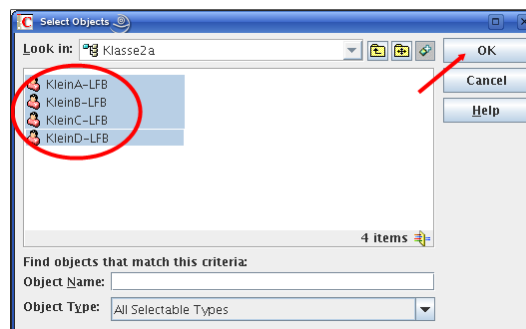 Select Objects
Look in: Klasse2a
OK
KleinA-LFB
Cancel
KleinB-LFB
Help
KleinC-LFB
KleinD-LFB
4 items
Find objects that match this criteria:
Object Name:
Object Type: All Selectable Types